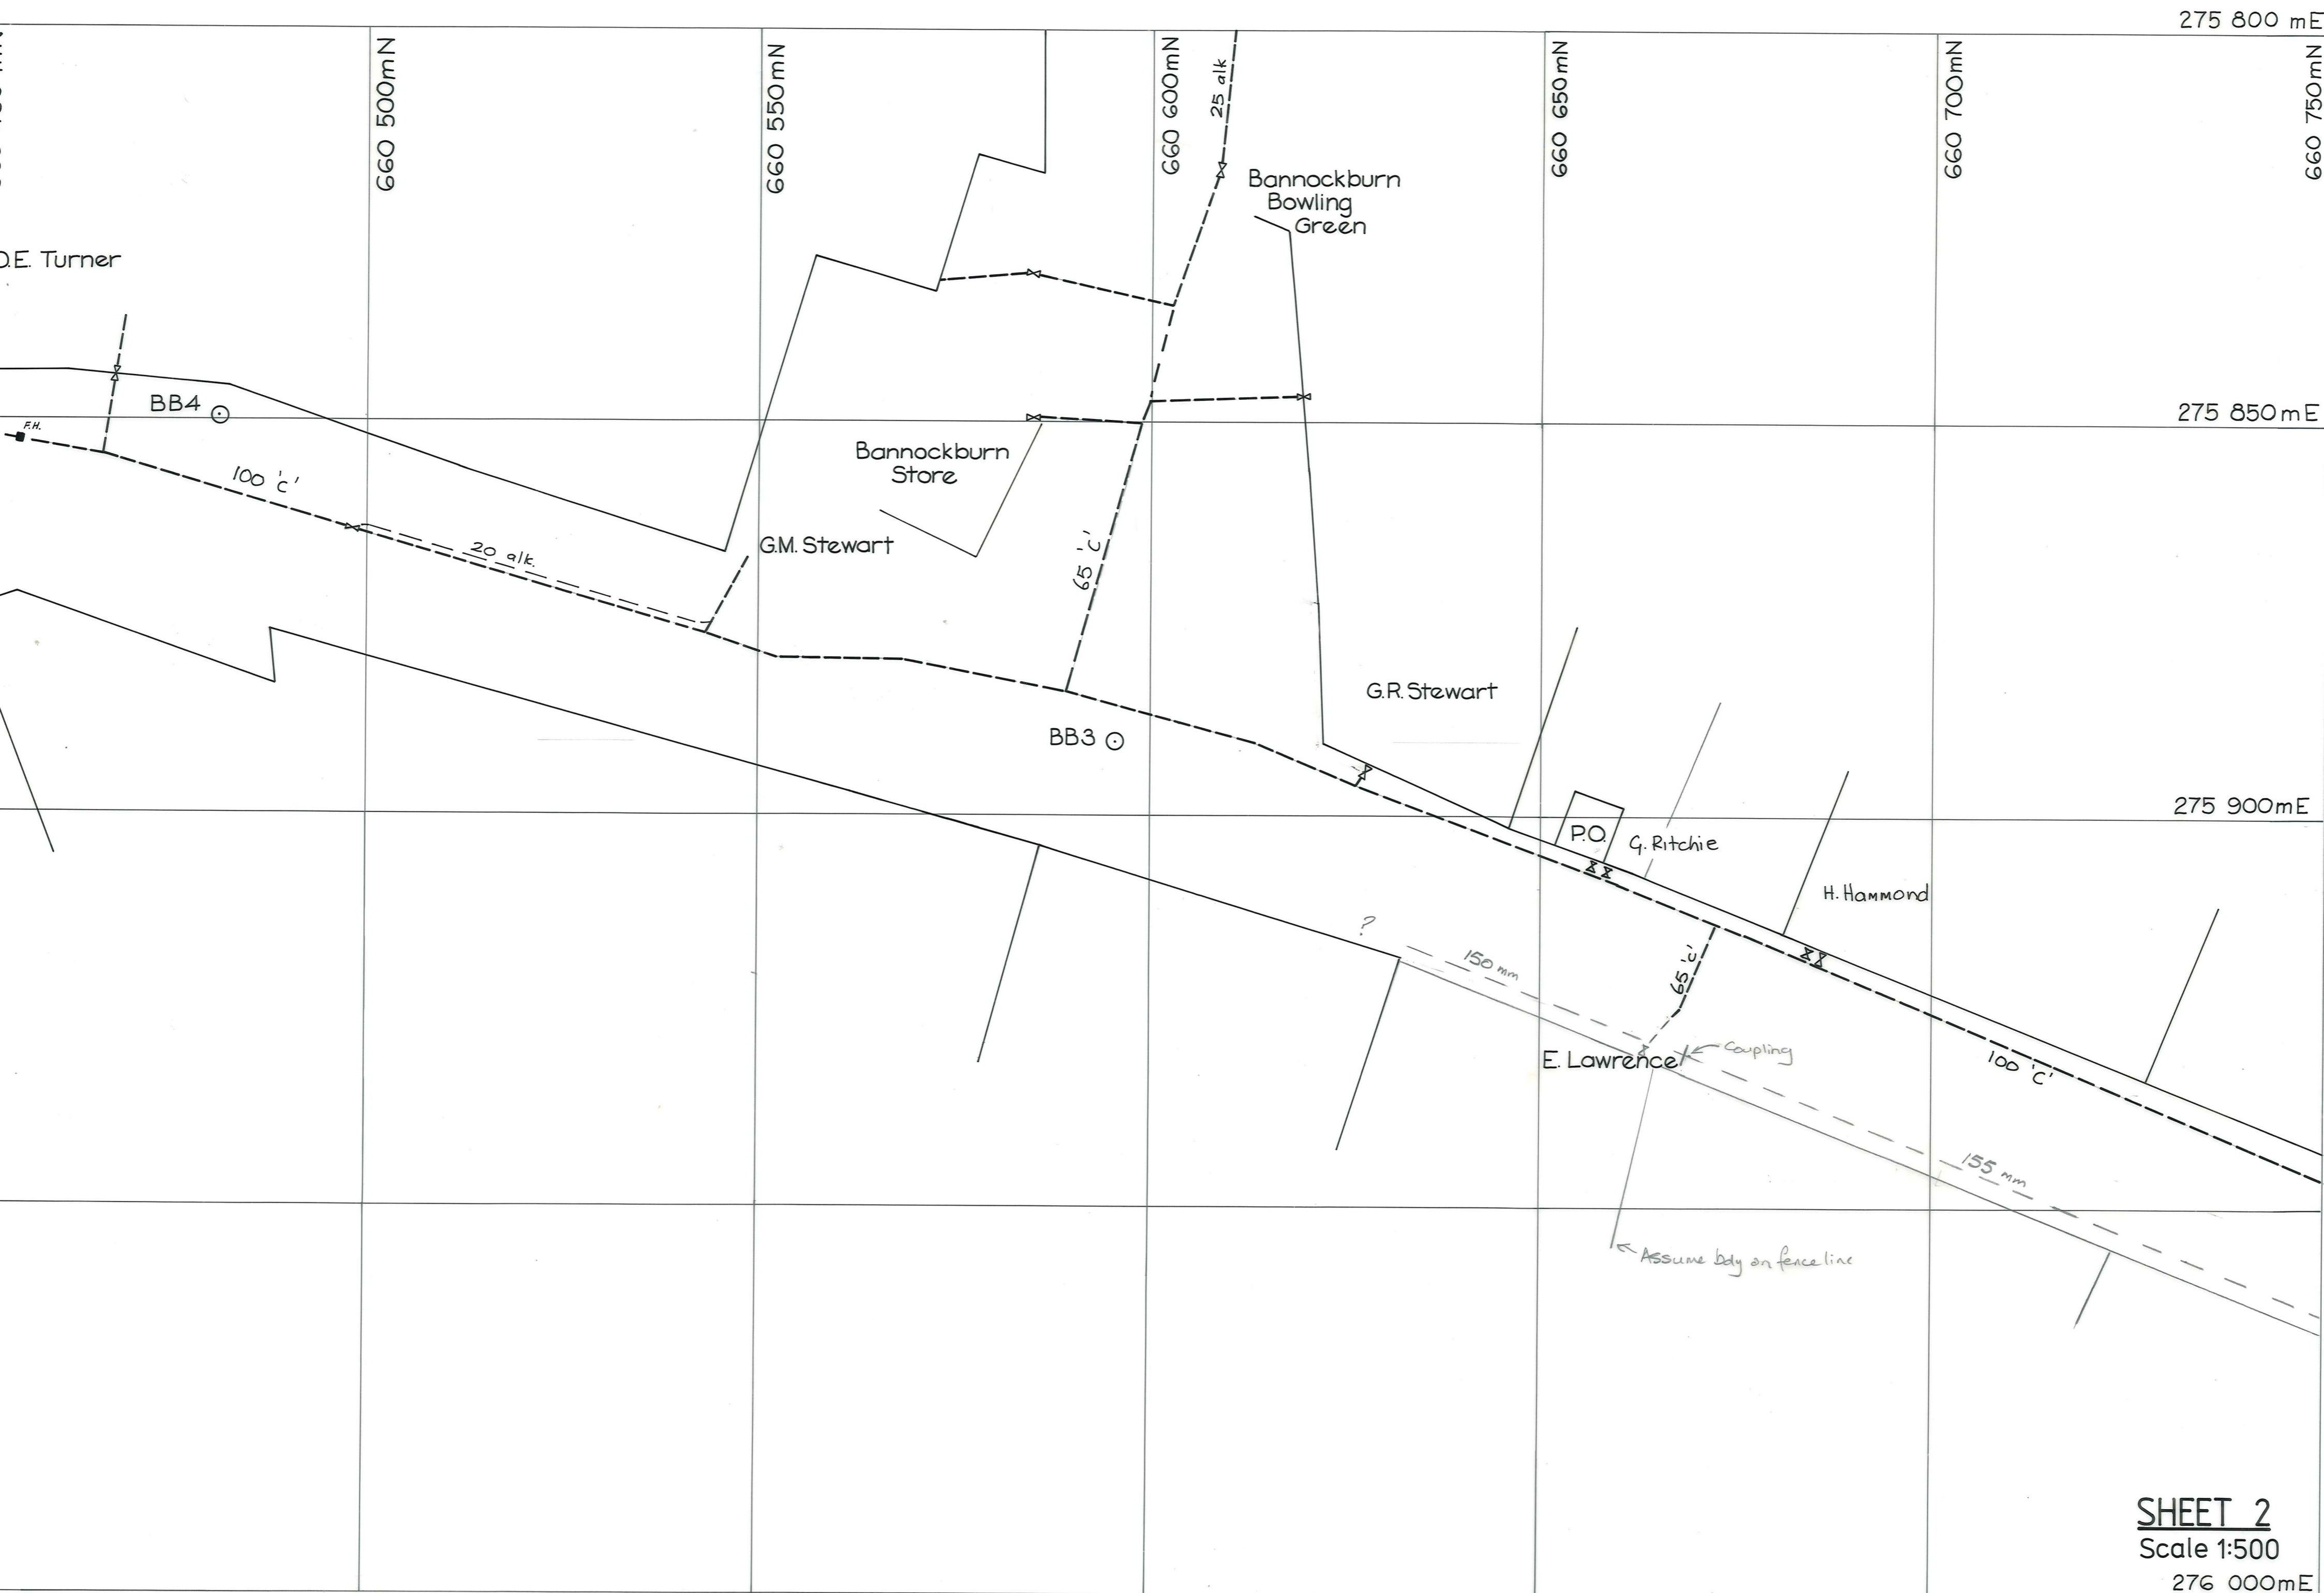 275 800 mE
660 500mN
660 550mN
660 600mN
25 alk
660 650mN
660 700mN
660 750mN
Bannockburn
Bowling
Green
D.E. Turner
BB4
275 850mE
F.H.
100 'c'
Bannockburn
Store
20 alk.
G.M. Stewart
65 'c'
G.R. Stewart
BB3
275 900mE
P.O.
G. Ritchie
H. Hammond
?
150 mm
65 'c'
E. Lawrence
Coupling
100 'c'
155 mm
Assume bdy on fence line
SHEET 2
Scale 1:500
276 000mE